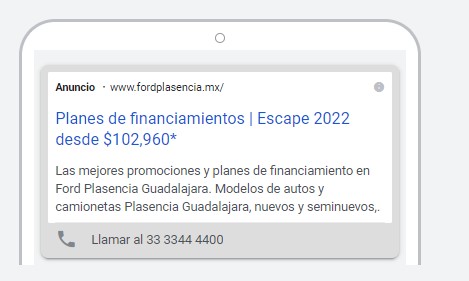 Anuncio · www.fordplasencia.mx/
Planes de financiamientos | Escape 2022
desde $102,960*
Las mejores promociones y planes de financiamiento en
Ford Plasencia Guadalajara. Modelos de autos y
camionetas Plasencia Guadalajara, nuevos y seminuevos,.
Llamar al 33 3344 4400